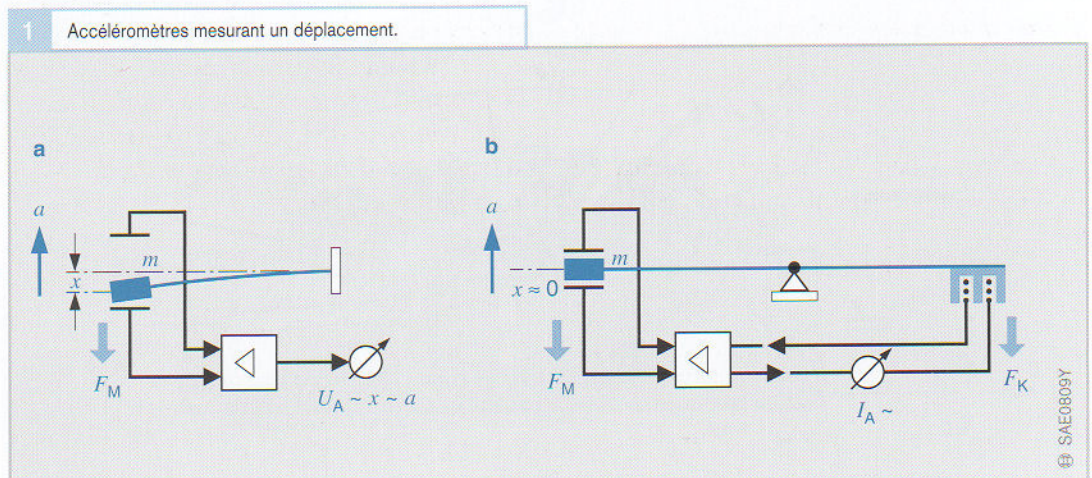 1 Accéléromètres mesurant un déplacement.
a
b
a
m
x
F_M
U_A ~ x ~ a
a
m
x ≈ 0
F_M
I_A ~
F_K
SAE0809Y